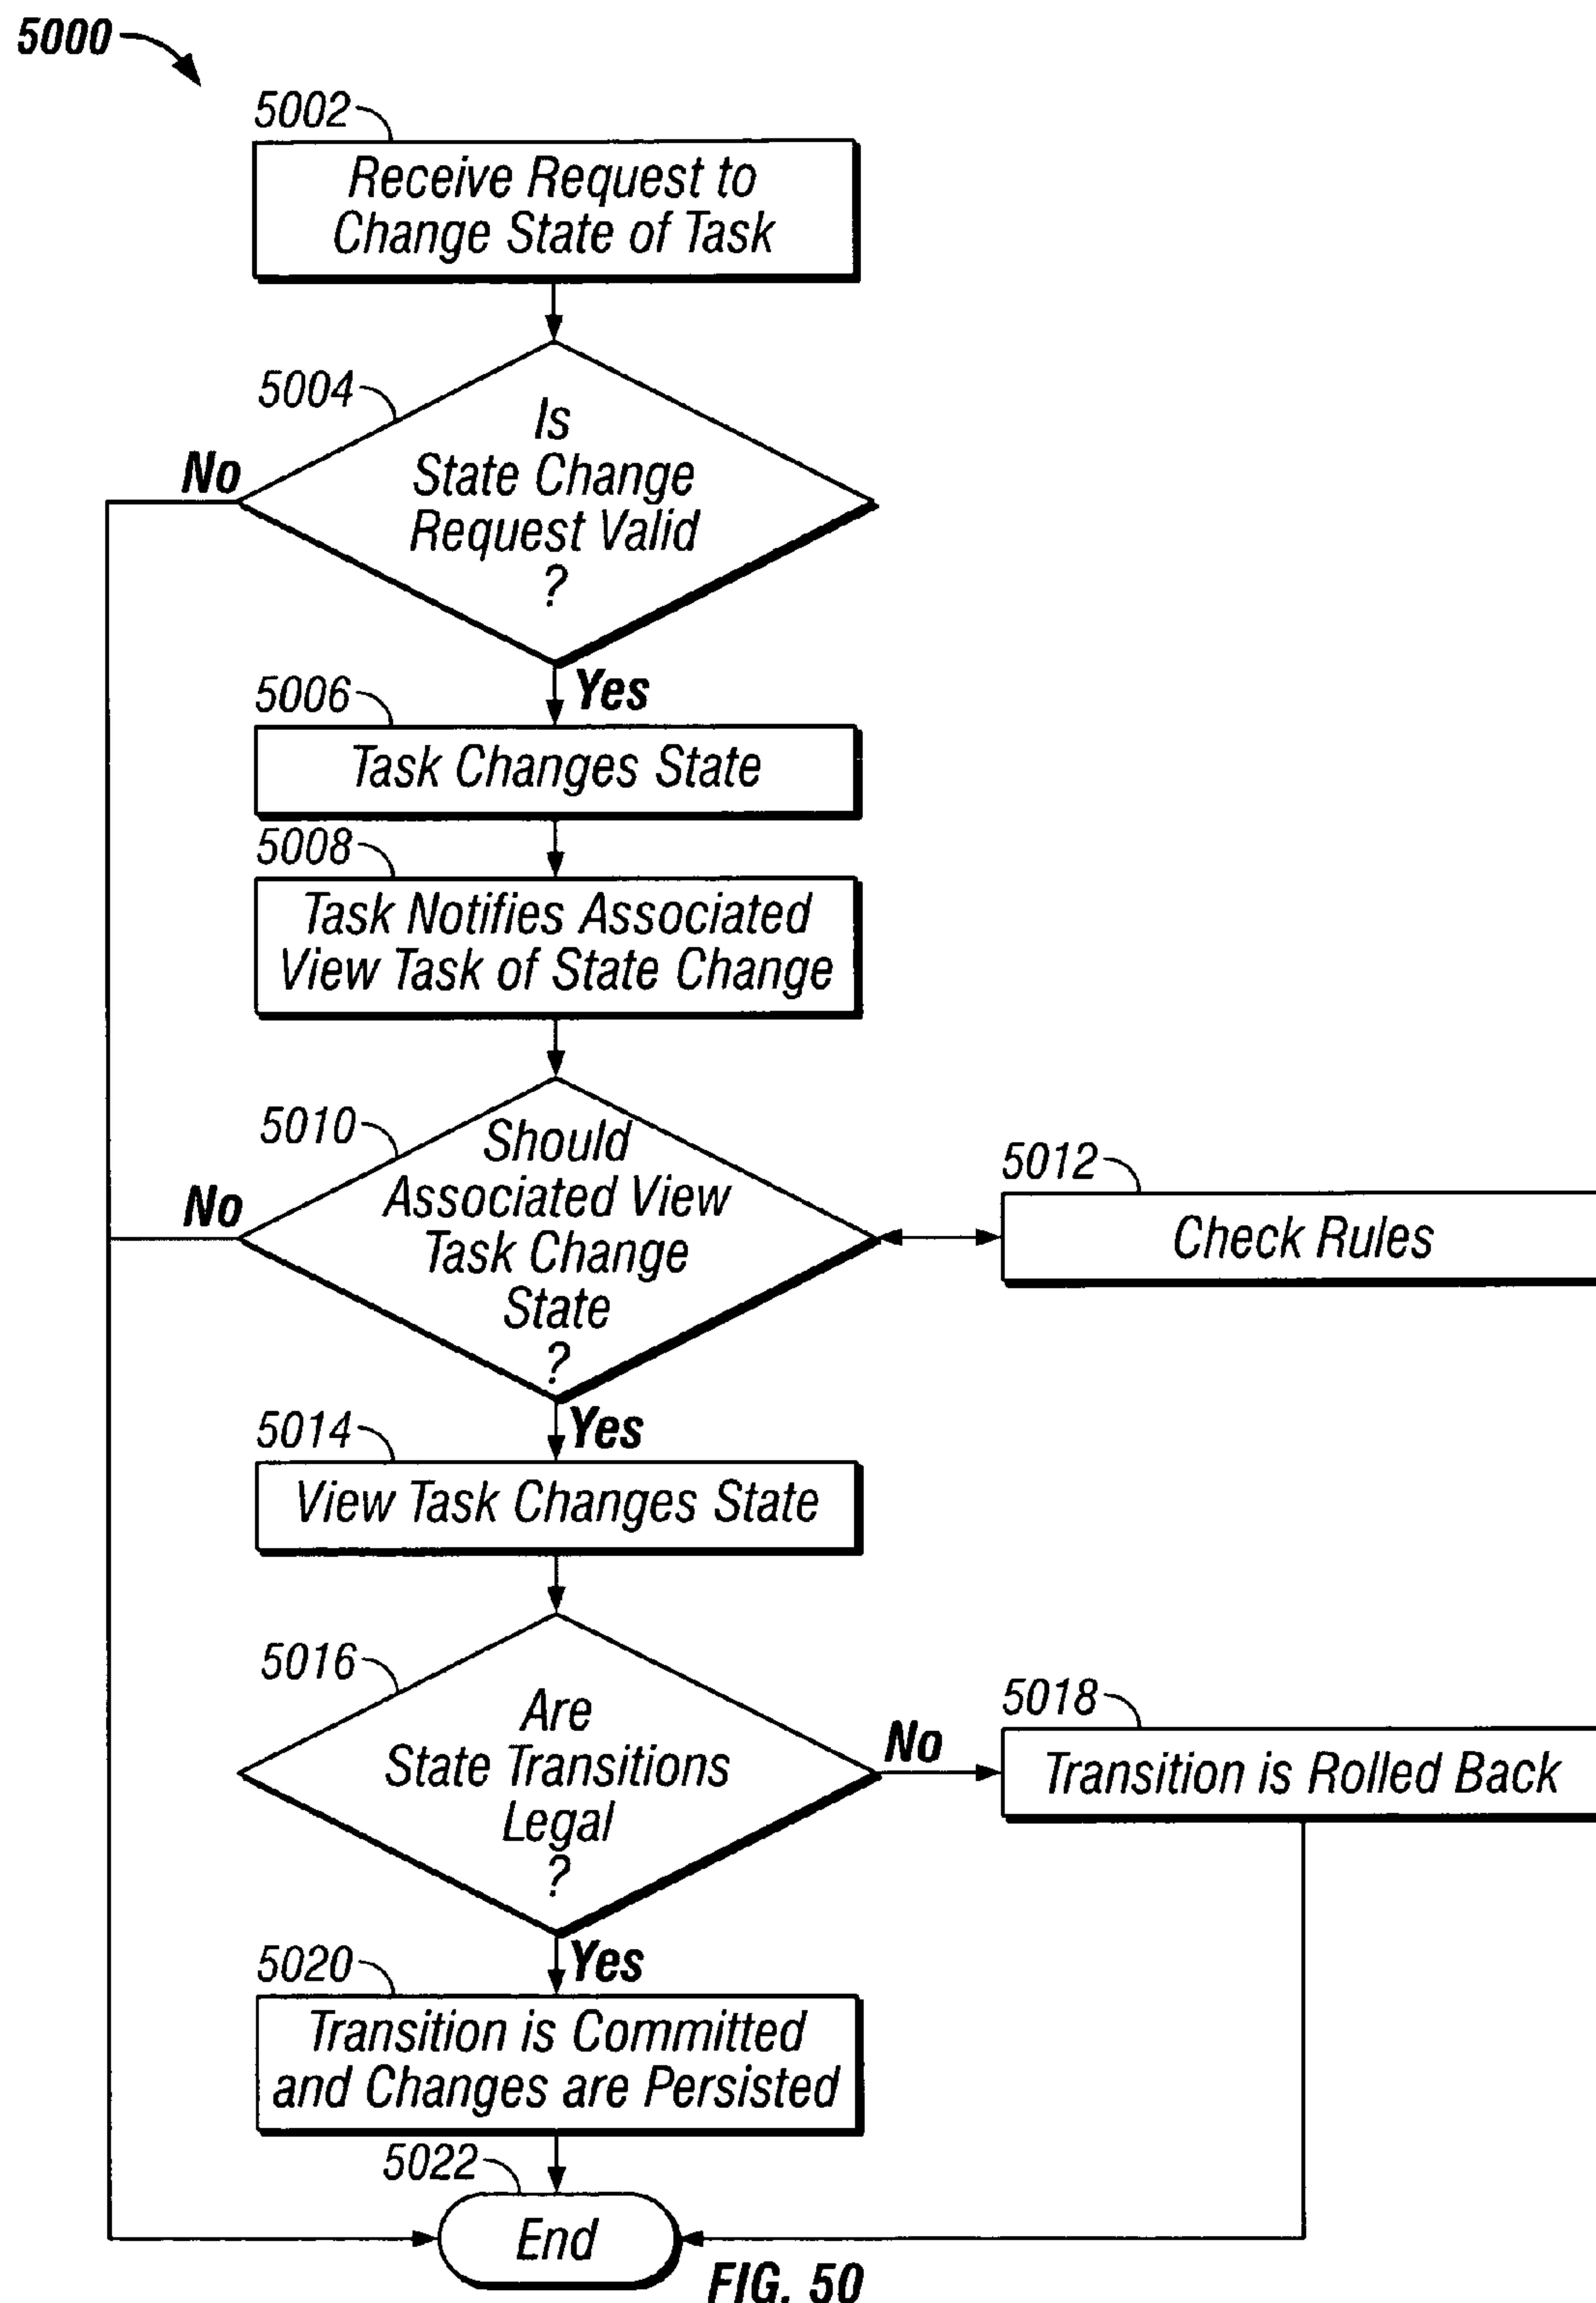 5000
5002
Receive Request to
Change State of Task
5004
Is
State Change
Request Valid
?
No
Yes
5006
Task Changes State
5008
Task Notifies Associated
View Task of State Change
5010
Should
Associated View
Task Change
State
?
No
5012
Check Rules
Yes
5014
View Task Changes State
5016
Are
State Transitions
Legal
?
No
5018
Transition is Rolled Back
Yes
5020
Transition is Committed
and Changes are Persisted
5022
End
FIG. 50